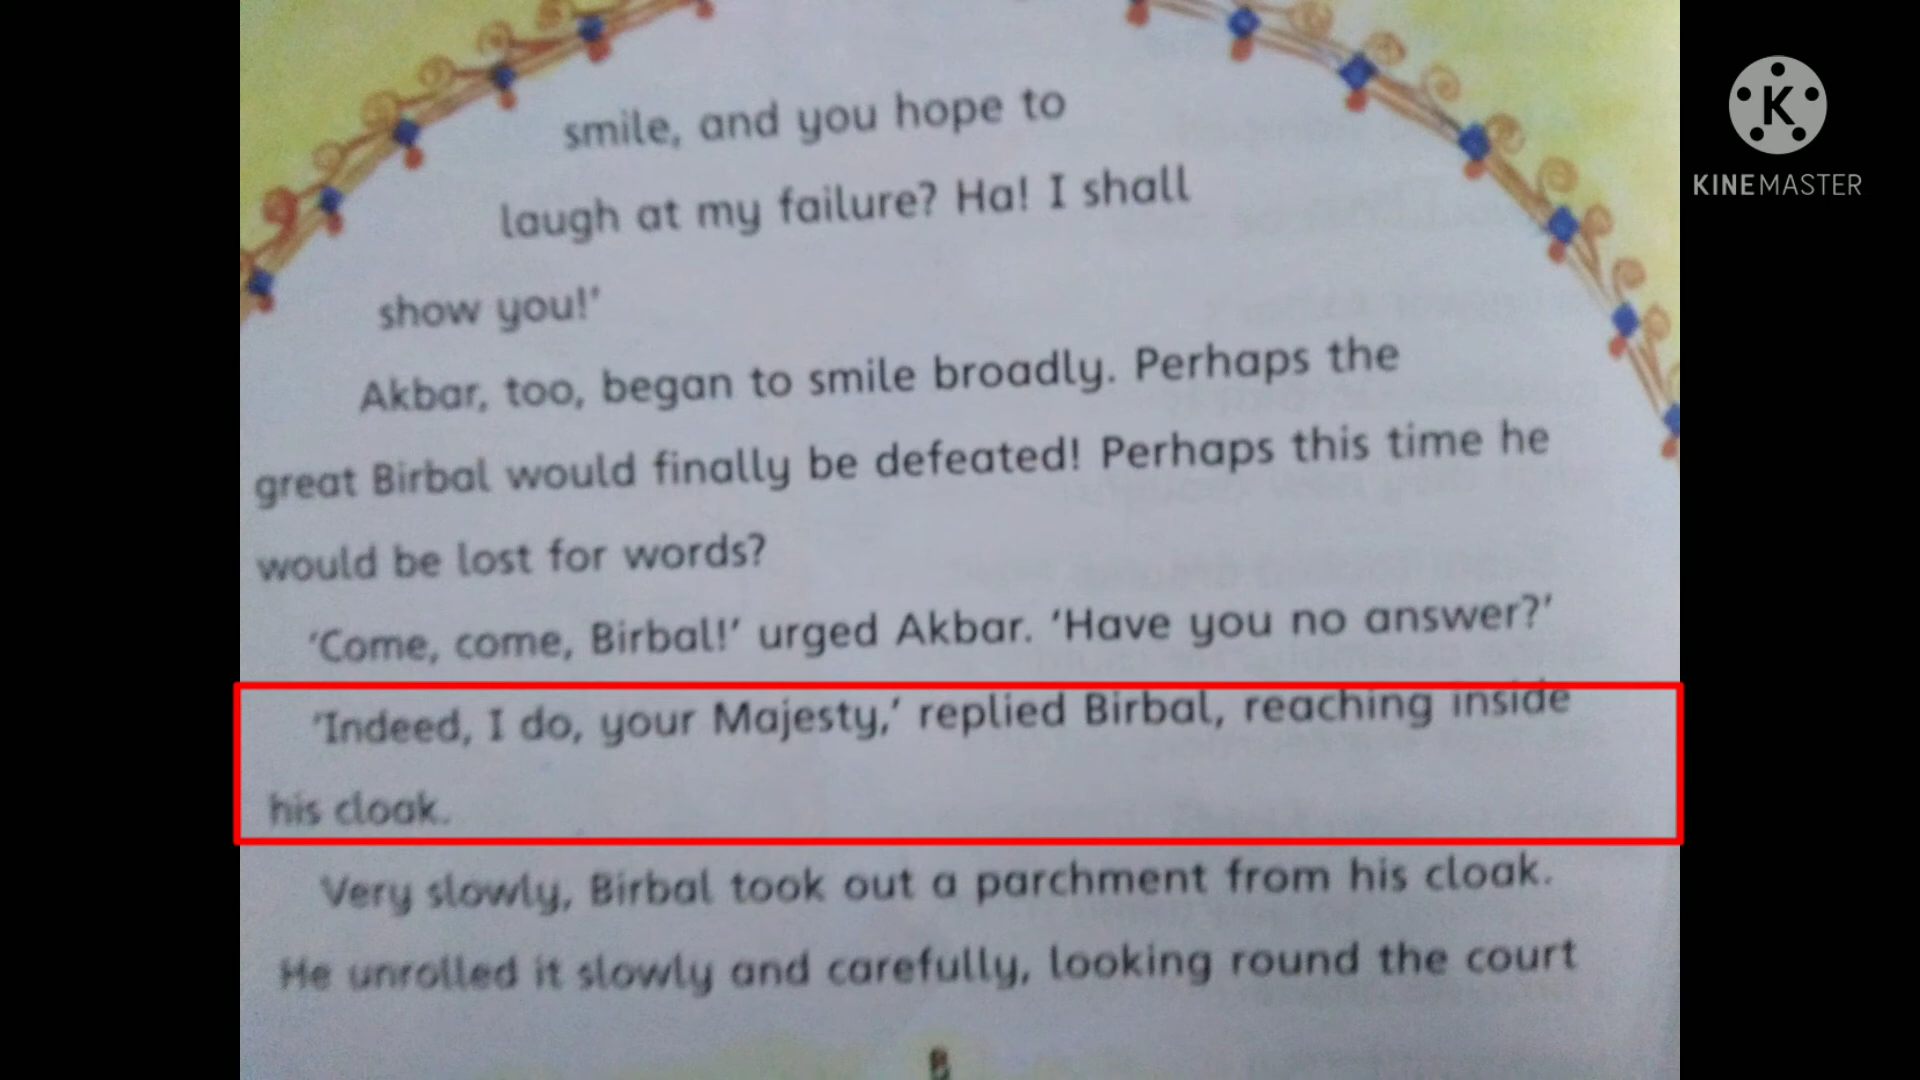 smile, and you hope to
laugh at my failure? Ha! I shall
show you!’
Akbar, too, began to smile broadly. Perhaps the
great Birbal would finally be defeated! Perhaps this time he
would be lost for words?
‘Come, come, Birbal!’ urged Akbar. ‘Have you no answer?’
‘Indeed, I do, your Majesty,’ replied Birbal, reaching inside
his cloak.
Very slowly, Birbal took out a parchment from his cloak.
He unrolled it slowly and carefully, looking round the court
KINEMASTER